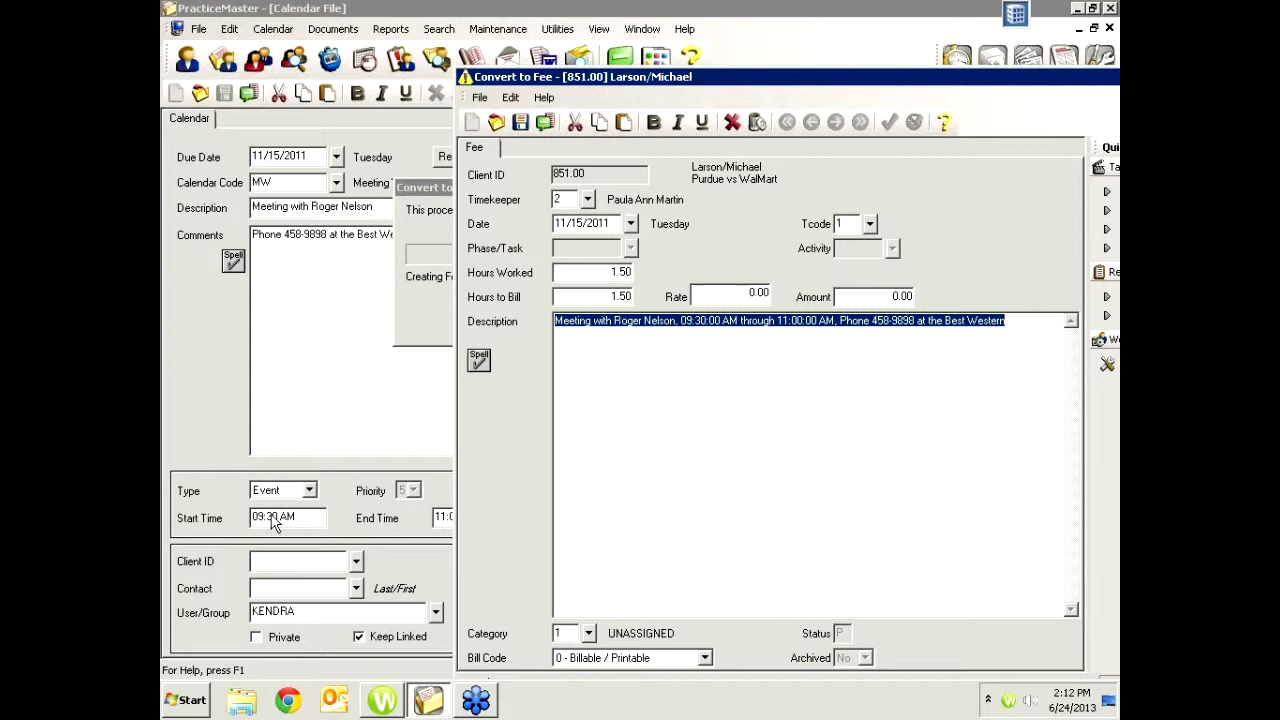 PracticeMaster - [Calendar File]
File Edit Calendar Documents Reports Search Maintenance Utilities View Window Help
Calendar
Due Date 11/15/2011 Tuesday Re
Calendar Code MW Meeting
Description Meeting with Roger Nelson
Comments Phone 458-9898 at the Best We
Spell
Convert to
This proce
Creating Fe
Type Event Priority 5
Start Time 09:30 AM End Time 11:0
Client ID
Contact Last/First
User/Group KENDRA
Private Keep Linked
For Help, press F1
Convert to Fee - [851.00] Larson/Michael
File Edit Help
Fee
Client ID 851.00 Larson/Michael
Purdue vs WalMart
Timekeeper 2 Paula Ann Martin
Date 11/15/2011 Tuesday Tcode 1
Phase/Task Activity
Hours Worked 1.50
Hours to Bill 1.50 Rate 0.00 Amount 0.00
Description Meeting with Roger Nelson, 09:30:00 AM through 11:00:00 AM, Phone 458-9898 at the Best Western
Spell
Category 1 UNASSIGNED Status P
Bill Code 0 - Billable / Printable Archived No
Qui
Ta
Re
W
Start 2:12 PM
6/24/2013